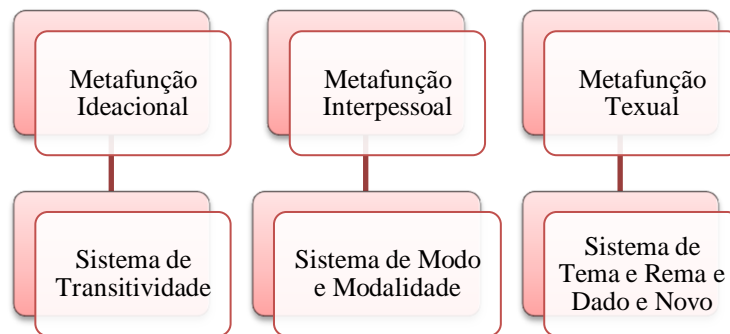 Metafunção
Ideacional
Metafunção
Interpessoal
Metafunção
Texual
Sistema de
Transitividade
Sistema de Modo
e Modalidade
Sistema de
Tema e Rema e
Dado e Novo